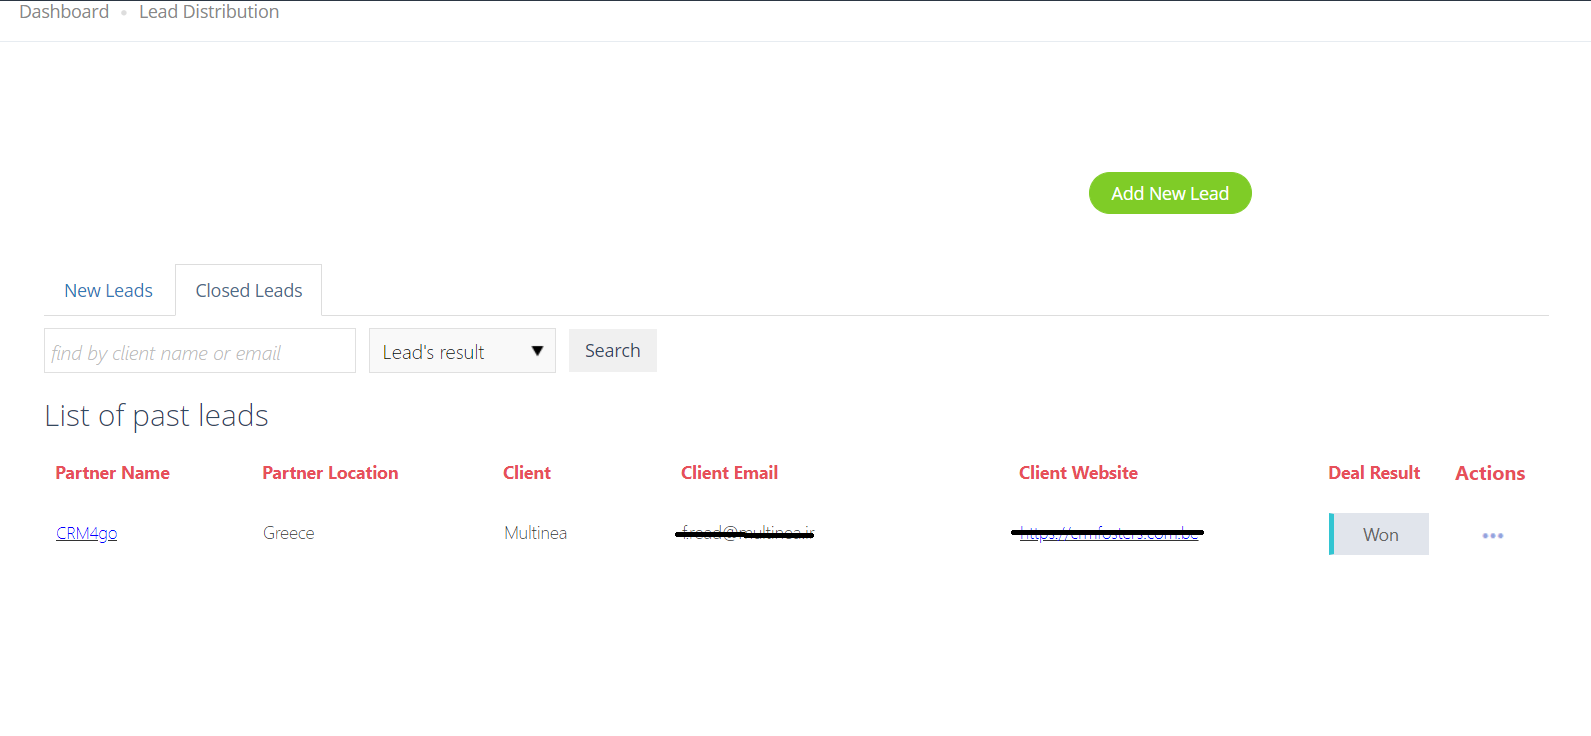 Dashboard • Lead Distribution
Add New Lead
New Leads Closed Leads
find by client name or email Lead's result Search
List of past leads
Partner Name Partner Location Client Client Email Client Website Deal Result Actions
CRM4go Greece Multinea Won